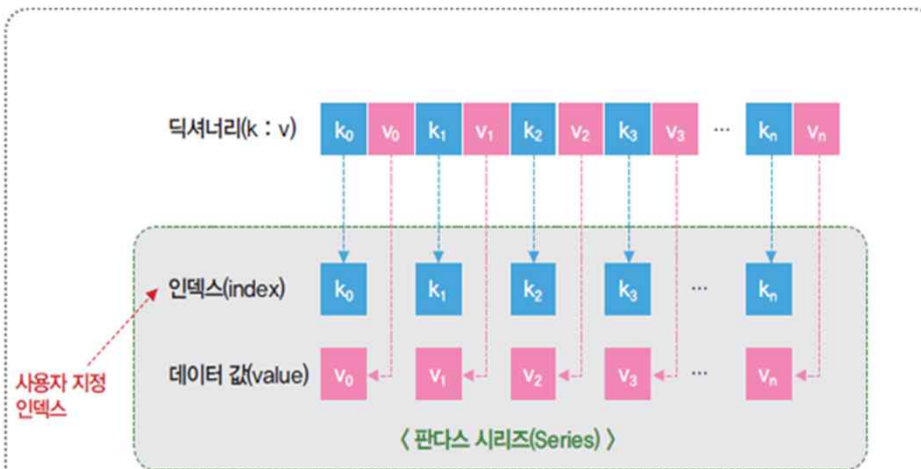 딕셔너리(k : v) k₀ v₀ k₁ v₁ k₂ v₂ k₃ v₃ ··· kₙ vₙ
인덱스(index) k₀ k₁ k₂ k₃ ··· kₙ
데이터 값(value) v₀ v₁ v₂ v₃ ··· vₙ
사용자 지정
인덱스
< 판다스 시리즈(Series) >